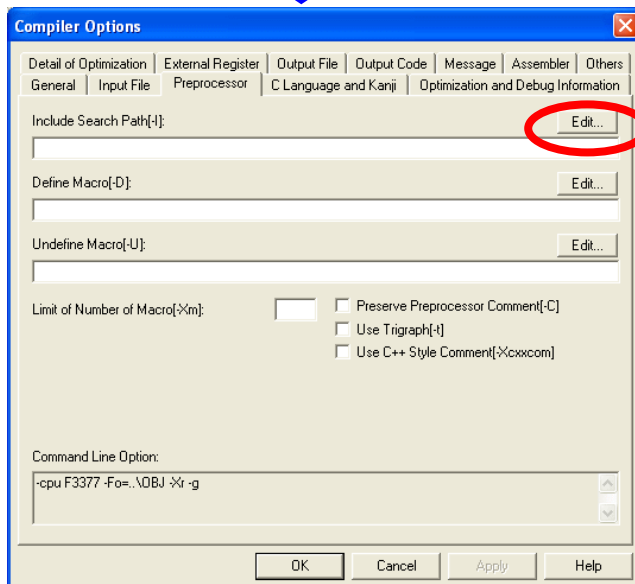 Compiler Options
Detail of Optimization External Register Output File Output Code Message Assembler Others
General Input File Preprocessor C Language and Kanji Optimization and Debug Information
Include Search Path[-I]: Edit...
Define Macro[-D]: Edit...
Undefine Macro[-U]: Edit...
Limit of Number of Macro[-Xm]: Preserve Preprocessor Comment[-C]
Use Trigraph[-t]
Use C++ Style Comment[-Xcxxcom]
Command Line Option:
-cpu F3377 -Fo=..\OBJ -Xr -g
OK Cancel Apply Help